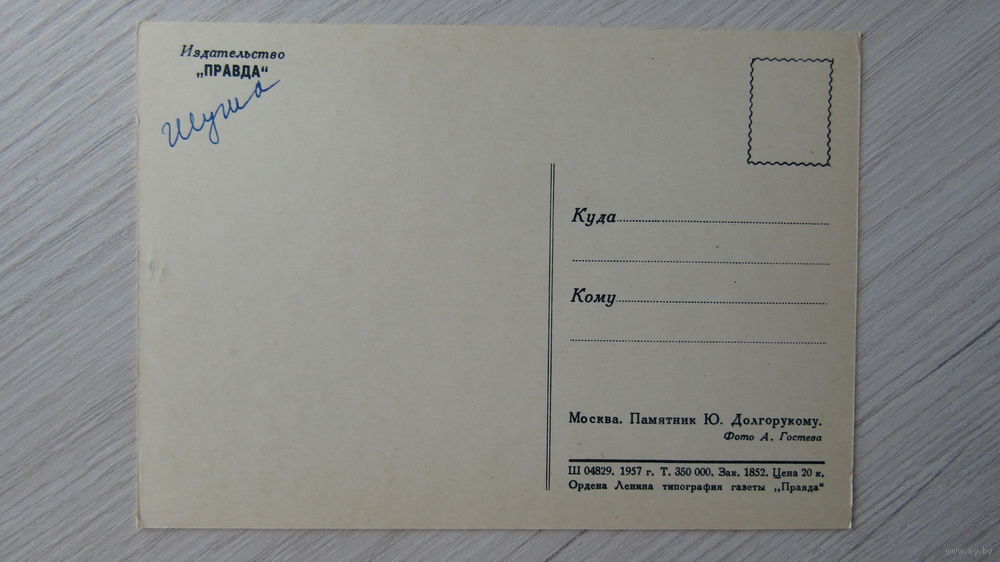 Издательство
„ПРАВДА“
Куда
Кому
Москва. Памятник Ю. Долгорукому.
Фото А. Гостева
Ш 04829. 1957 г. Т. 350 000. Зак. 1852. Цена 20 к.
Ордена Ленина типография газеты „Правда“
www.ay.by